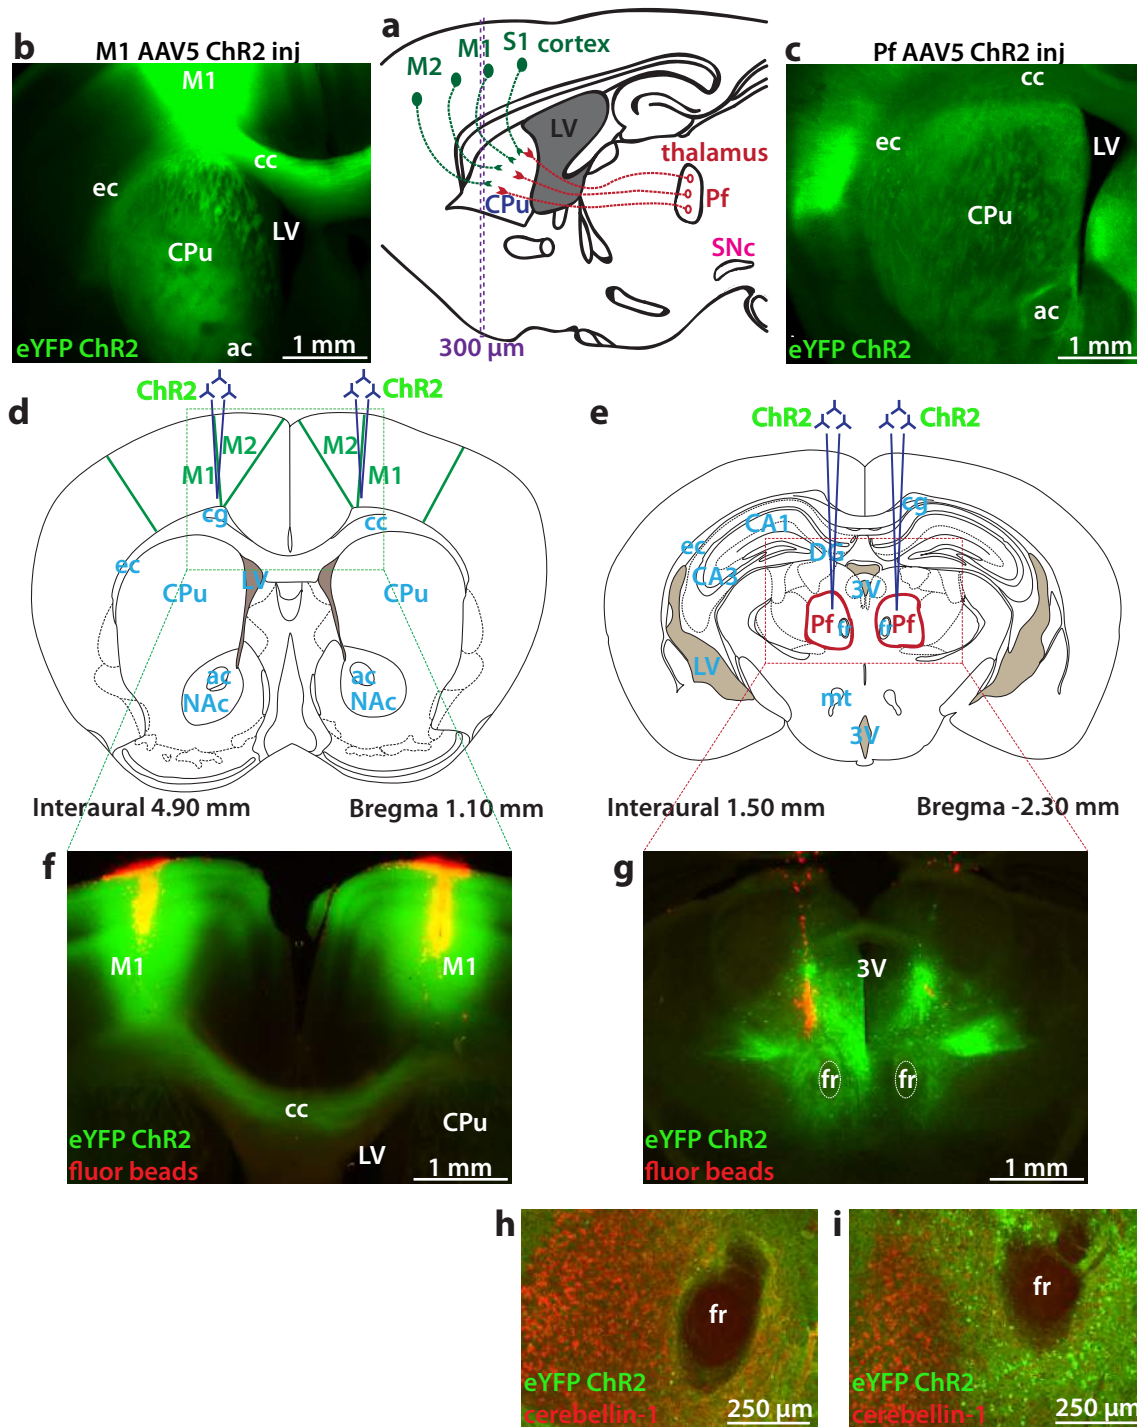 b
M1 AAV5 ChR2 inj
M1
cc
ec
LV
CPu
ac
eYFP ChR2
1 mm
a
S1 cortex
M1
M2
LV
thalamus
Pf
CPu
SNc
300 µm
c
Pf AAV5 ChR2 inj
cc
ec
LV
CPu
ac
eYFP ChR2
1 mm
d
ChR2 ChR2
M2 M2
M1 M1
cg cc
ec LV
CPu CPu
ac ac
NAc NAc
Interaural 4.90 mm Bregma 1.10 mm
e
ChR2 ChR2
cg
CA1
ec DG
CA3 3V
Pf fr fr Pf
LV
mt
3V
Interaural 1.50 mm Bregma -2.30 mm
f
M1 M1
cc
CPu
LV
eYFP ChR2
fluor beads
1 mm
g
3V
fr fr
eYFP ChR2
fluor beads
1 mm
h
fr
eYFP ChR2
cerebellin-1
250 µm
i
fr
eYFP ChR2
cerebellin-1
250 µm